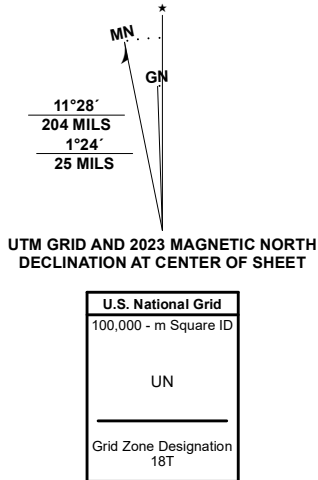 ★
MN
GN
11°28´
204 MILS
1°24´
25 MILS
UTM GRID AND 2023 MAGNETIC NORTH
DECLINATION AT CENTER OF SHEET
U.S. National Grid
100,000 - m Square ID
UN
Grid Zone Designation
18T